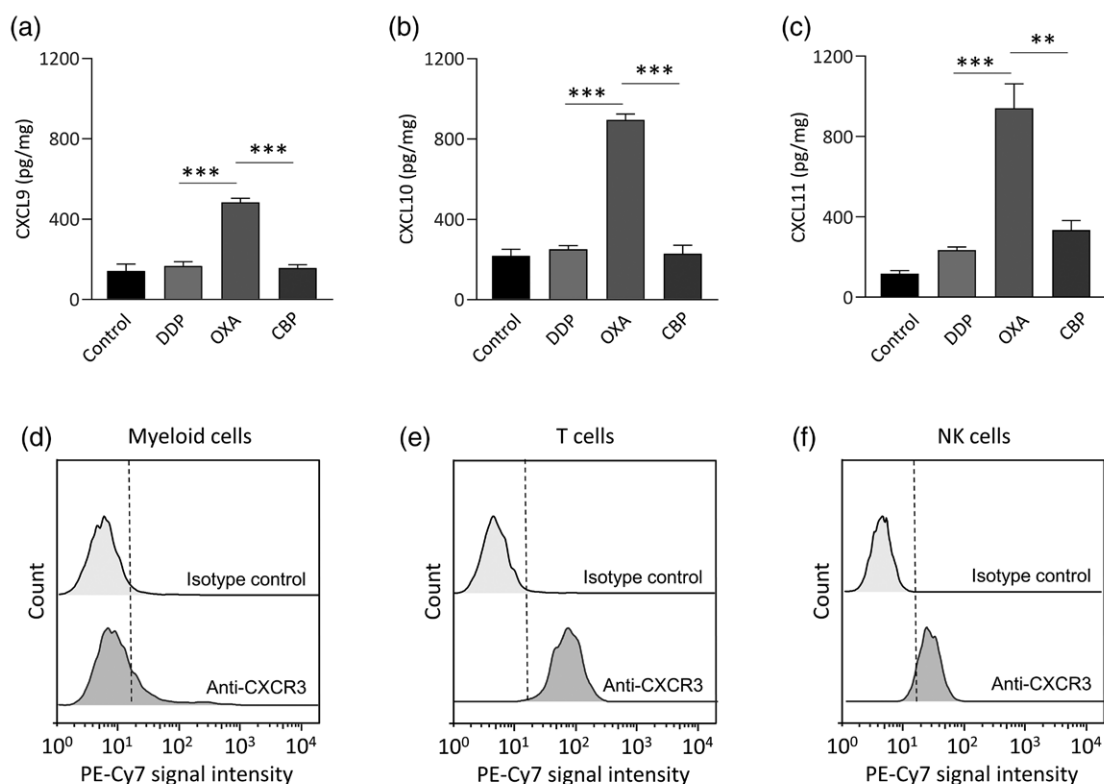 (a)
1200
800
400
0
CXCL9 (pg/mg)
***
***
Control
DDP
OXA
CBP
(b)
1200
800
400
0
CXCL10 (pg/mg)
***
***
Control
DDP
OXA
CBP
(c)
1200
800
400
0
CXCL11 (pg/mg)
***
**
Control
DDP
OXA
CBP
(d)
Myeloid cells
Count
Isotype control
Anti-CXCR3
10⁰ 10¹ 10² 10³ 10⁴
PE-Cy7 signal intensity
(e)
T cells
Count
Isotype control
Anti-CXCR3
10⁰ 10¹ 10² 10³ 10⁴
PE-Cy7 signal intensity
(f)
NK cells
Count
Isotype control
Anti-CXCR3
10⁰ 10¹ 10² 10³ 10⁴
PE-Cy7 signal intensity